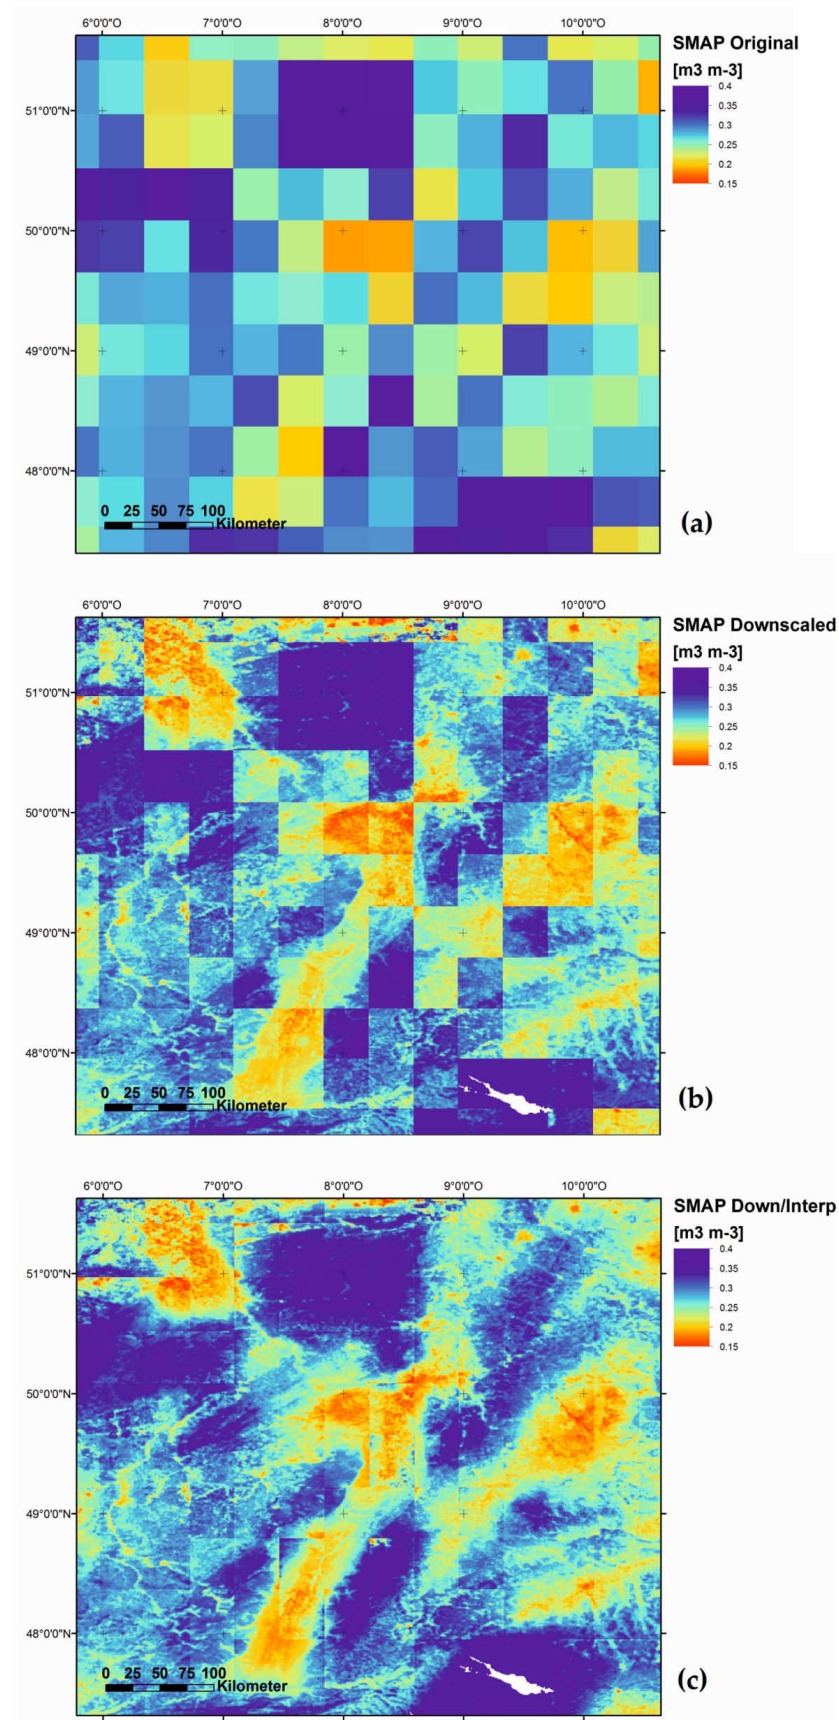 6°0'0"O 7°0'0"O 8°0'0"O 9°0'0"O 10°0'0"O
SMAP Original
[m3 m-3]
0.4
0.35
0.3
0.25
0.2
0.15
51°0'0"N
50°0'0"N
49°0'0"N
48°0'0"N
0 25 50 75 100
Kilometer
(a)
6°0'0"O 7°0'0"O 8°0'0"O 9°0'0"O 10°0'0"O
SMAP Downscaled
[m3 m-3]
0.4
0.35
0.3
0.25
0.2
0.15
51°0'0"N
50°0'0"N
49°0'0"N
48°0'0"N
0 25 50 75 100
Kilometer
(b)
6°0'0"O 7°0'0"O 8°0'0"O 9°0'0"O 10°0'0"O
SMAP Down/Interp
[m3 m-3]
0.4
0.35
0.3
0.25
0.2
0.15
51°0'0"N
50°0'0"N
49°0'0"N
48°0'0"N
0 25 50 75 100
Kilometer
(c)